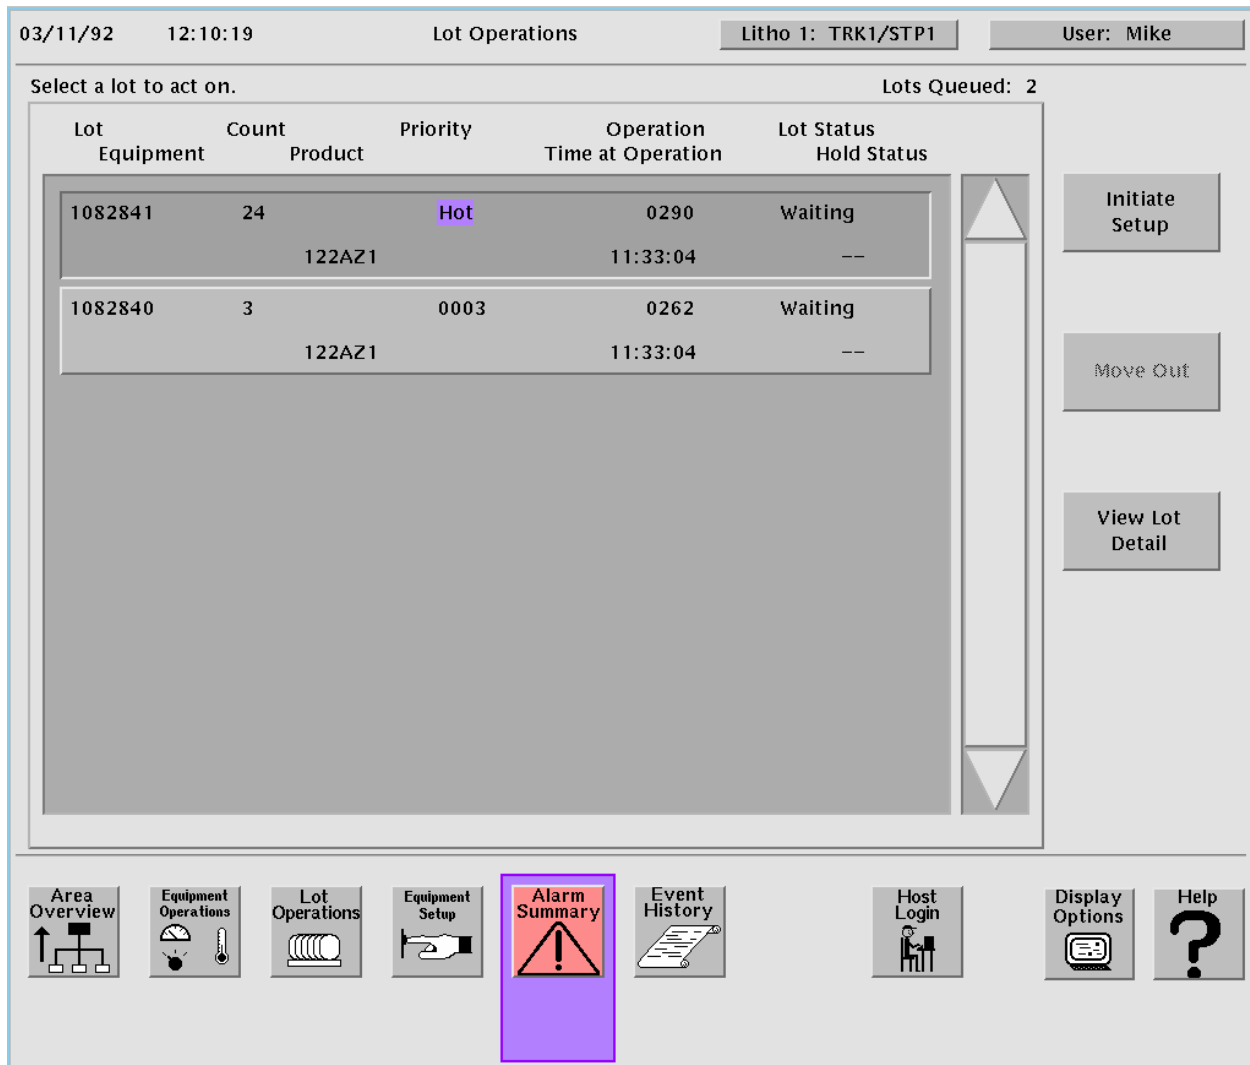 03/11/92 12:10:19 Lot Operations Litho 1: TRK1/STP1 User: Mike
Select a lot to act on. Lots Queued: 2
Lot Count Priority Operation Lot Status
Equipment Product Time at Operation Hold Status
1082841 24 Hot 0290 Waiting
122AZ1 11:33:04 --
1082840 3 0003 0262 Waiting
122AZ1 11:33:04 --
Initiate
Setup
Move Out
View Lot
Detail
Area
Overview
Equipment
Operations
Lot
Operations
Equipment
Setup
Alarm
Summary
Event
History
Host
Login
Display
Options
Help